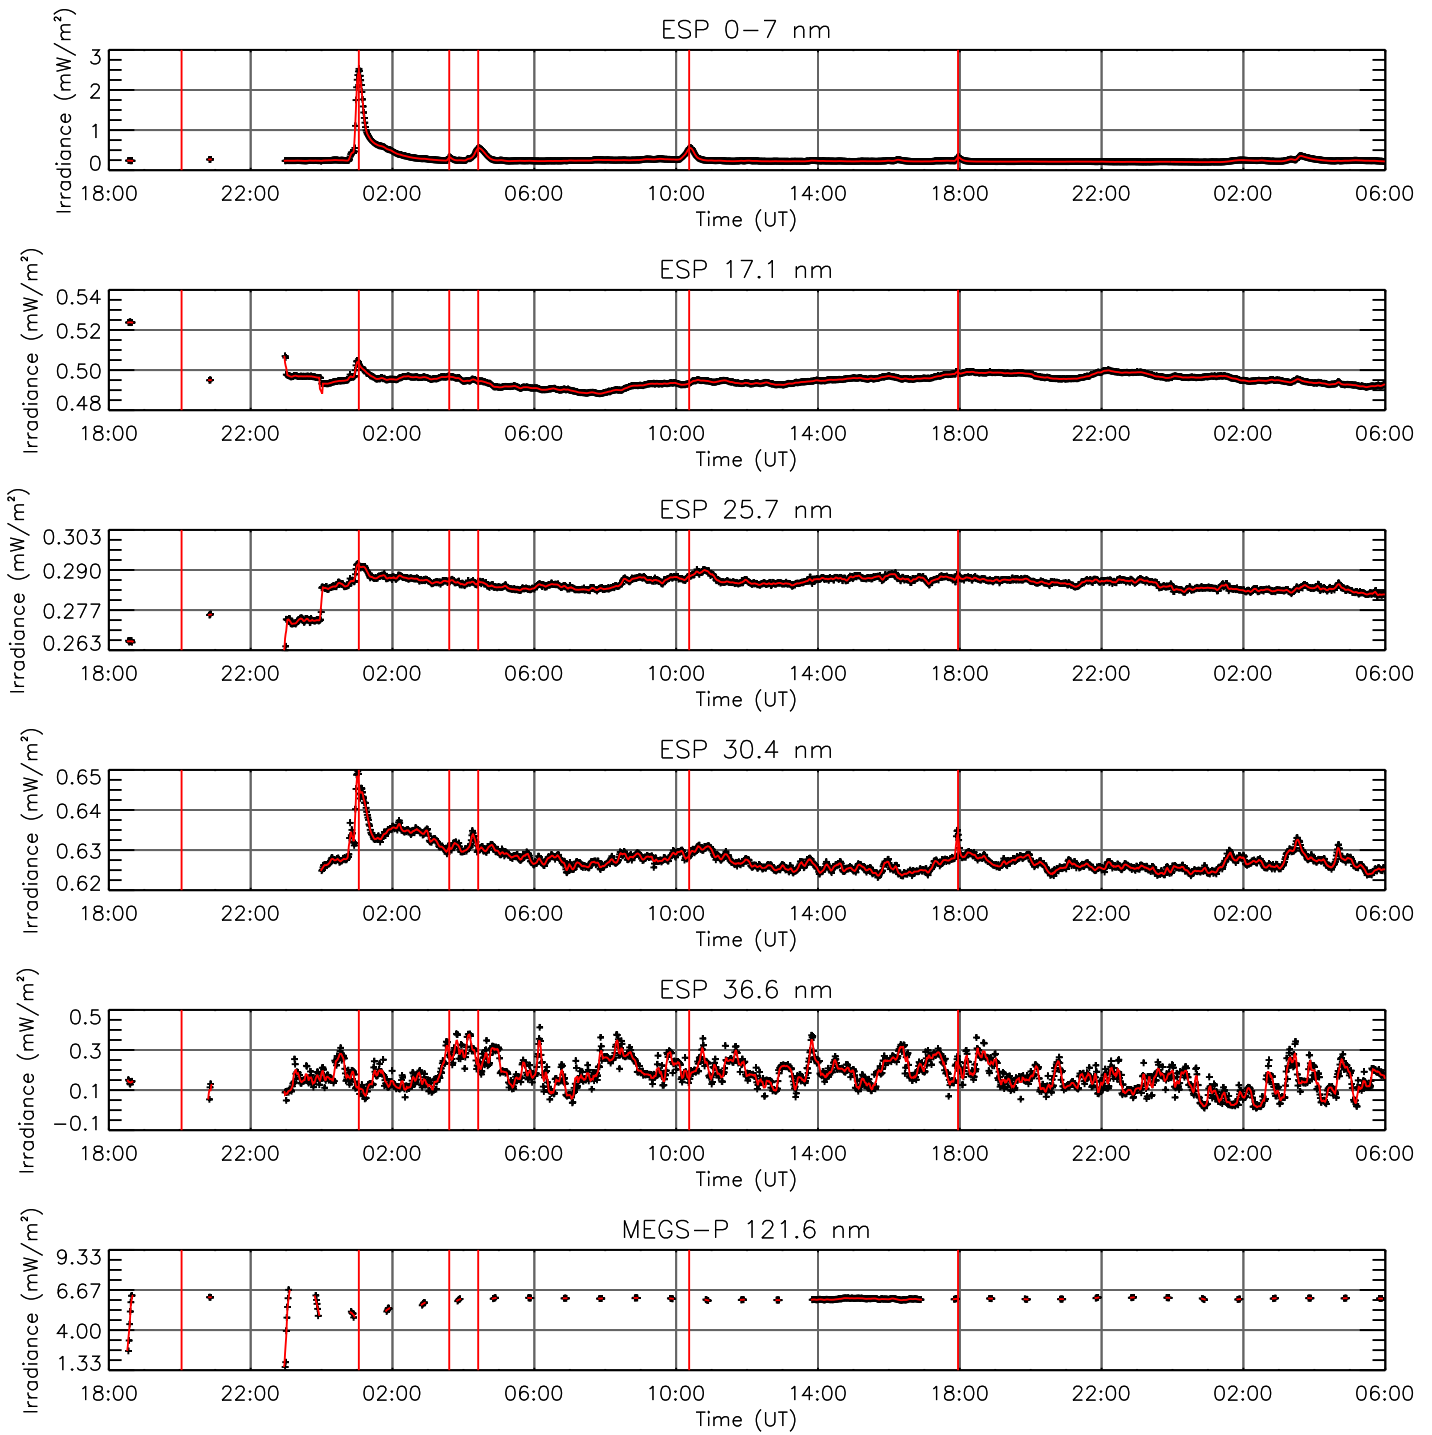 ESP 0-7 nm
Irradiance (mW/m²)
3
2
1
0
18:00 22:00 02:00 06:00 10:00 14:00 18:00 22:00 02:00 06:00
Time (UT)
ESP 17.1 nm
Irradiance (mW/m²)
0.54
0.52
0.50
0.48
18:00 22:00 02:00 06:00 10:00 14:00 18:00 22:00 02:00 06:00
Time (UT)
ESP 25.7 nm
Irradiance (mW/m²)
0.303
0.290
0.277
0.263
18:00 22:00 02:00 06:00 10:00 14:00 18:00 22:00 02:00 06:00
Time (UT)
ESP 30.4 nm
Irradiance (mW/m²)
0.65
0.64
0.63
0.62
18:00 22:00 02:00 06:00 10:00 14:00 18:00 22:00 02:00 06:00
Time (UT)
ESP 36.6 nm
Irradiance (mW/m²)
0.5
0.3
0.1
-0.1
18:00 22:00 02:00 06:00 10:00 14:00 18:00 22:00 02:00 06:00
Time (UT)
MEGS-P 121.6 nm
Irradiance (mW/m²)
9.33
6.67
4.00
1.33
18:00 22:00 02:00 06:00 10:00 14:00 18:00 22:00 02:00 06:00
Time (UT)